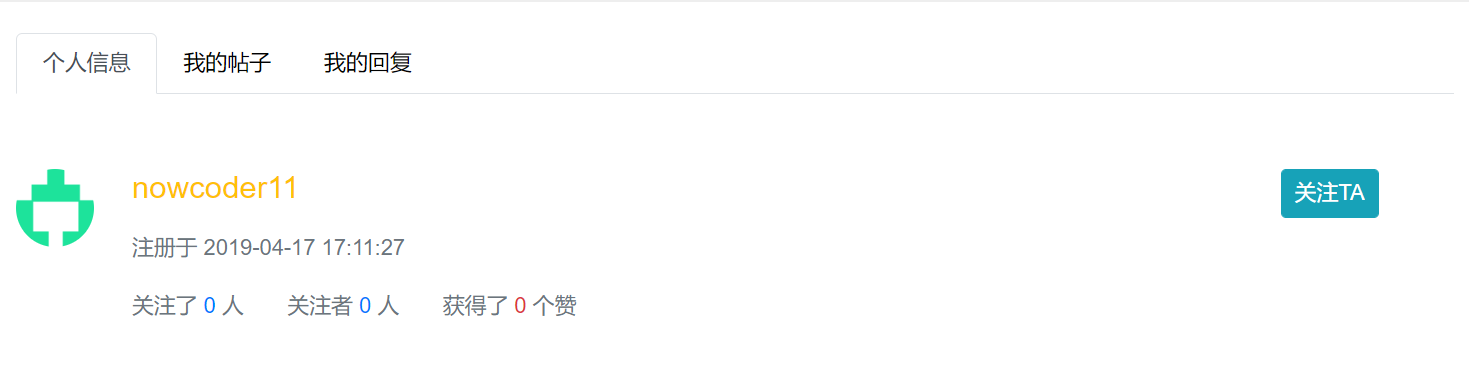 个人信息 我的帖子 我的回复
nowcoder11 关注TA
注册于 2019-04-17 17:11:27
关注了 0 人 关注者 0 人 获得了 0 个赞